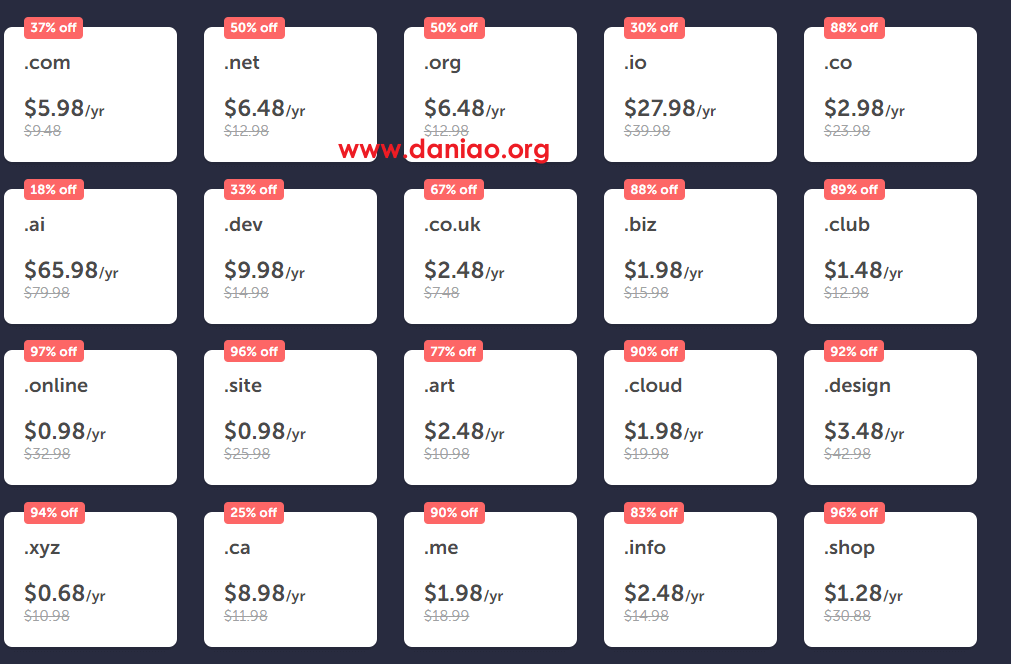 37% off
.com
$5.98/yr
$9.48
50% off
.net
$6.48/yr
$12.98
50% off
.org
$6.48/yr
$12.98
30% off
.io
$27.98/yr
$39.98
88% off
.co
$2.98/yr
$23.98
www.daniao.org
18% off
.ai
$65.98/yr
$79.98
33% off
.dev
$9.98/yr
$14.98
67% off
.co.uk
$2.48/yr
$7.48
88% off
.biz
$1.98/yr
$15.98
89% off
.club
$1.48/yr
$12.98
97% off
.online
$0.98/yr
$32.98
96% off
.site
$0.98/yr
$25.98
77% off
.art
$2.48/yr
$10.98
90% off
.cloud
$1.98/yr
$19.98
92% off
.design
$3.48/yr
$42.98
94% off
.xyz
$0.68/yr
$10.98
25% off
.ca
$8.98/yr
$11.98
90% off
.me
$1.98/yr
$18.99
83% off
.info
$2.48/yr
$14.98
96% off
.shop
$1.28/yr
$30.88